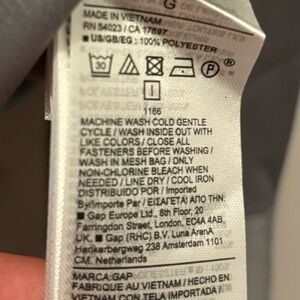 G
MADE IN VIETNAM
RN 54023 / CA 17897
■ US/GB/EG: 100% POLYESTER
30
P
1166
MACHINE WASH COLD GENTLE
CYCLE / WASH INSIDE OUT WITH
LIKE COLORS / CLOSE ALL
FASTENERS BEFORE WASHING /
WASH IN MESH BAG / ONLY
NON-CHLORINE BLEACH WHEN
NEEDED / LINE DRY / COOL IRON
DISTRIBUIDO POR / Imported
By/Importe Par / ΕΙΣΑΓΕΤΑΙ ΑΠΟ ΤΗΝ:
■ Gap Europe Ltd., 8th Floor, 20
Farringdon Street, London, EC4A 4AB,
UK. ■ Gap (RHC) B.V. Luna ArenA
Herikerbergweg 238 Amsterdam 1101
CM. Netherlands
MARCA:GAP
FABRIQUÉ AU VIETNAM / HECHO EN
VIETNAM CON TELA IMPORTADA /